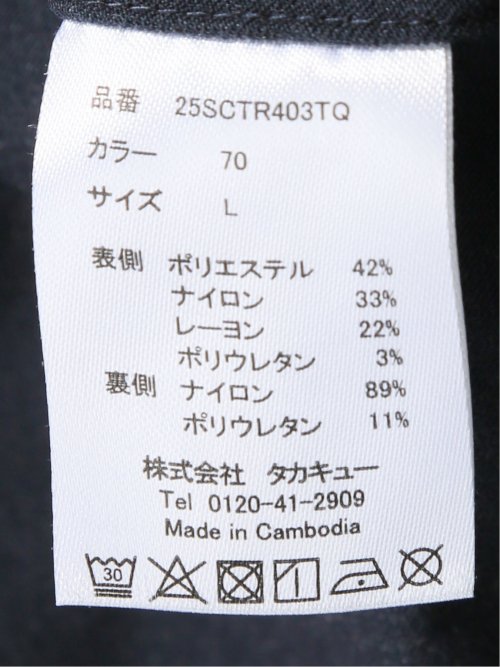 品番 25SCTR403TQ
カラー 70
サイズ L
表側 ポリエステル 42%
ナイロン 33%
レーヨン 22%
ポリウレタン 3%
裏側 ナイロン 89%
ポリウレタン 11%
株式会社 タカキュー
Tel 0120-41-2909
Made in Cambodia
30